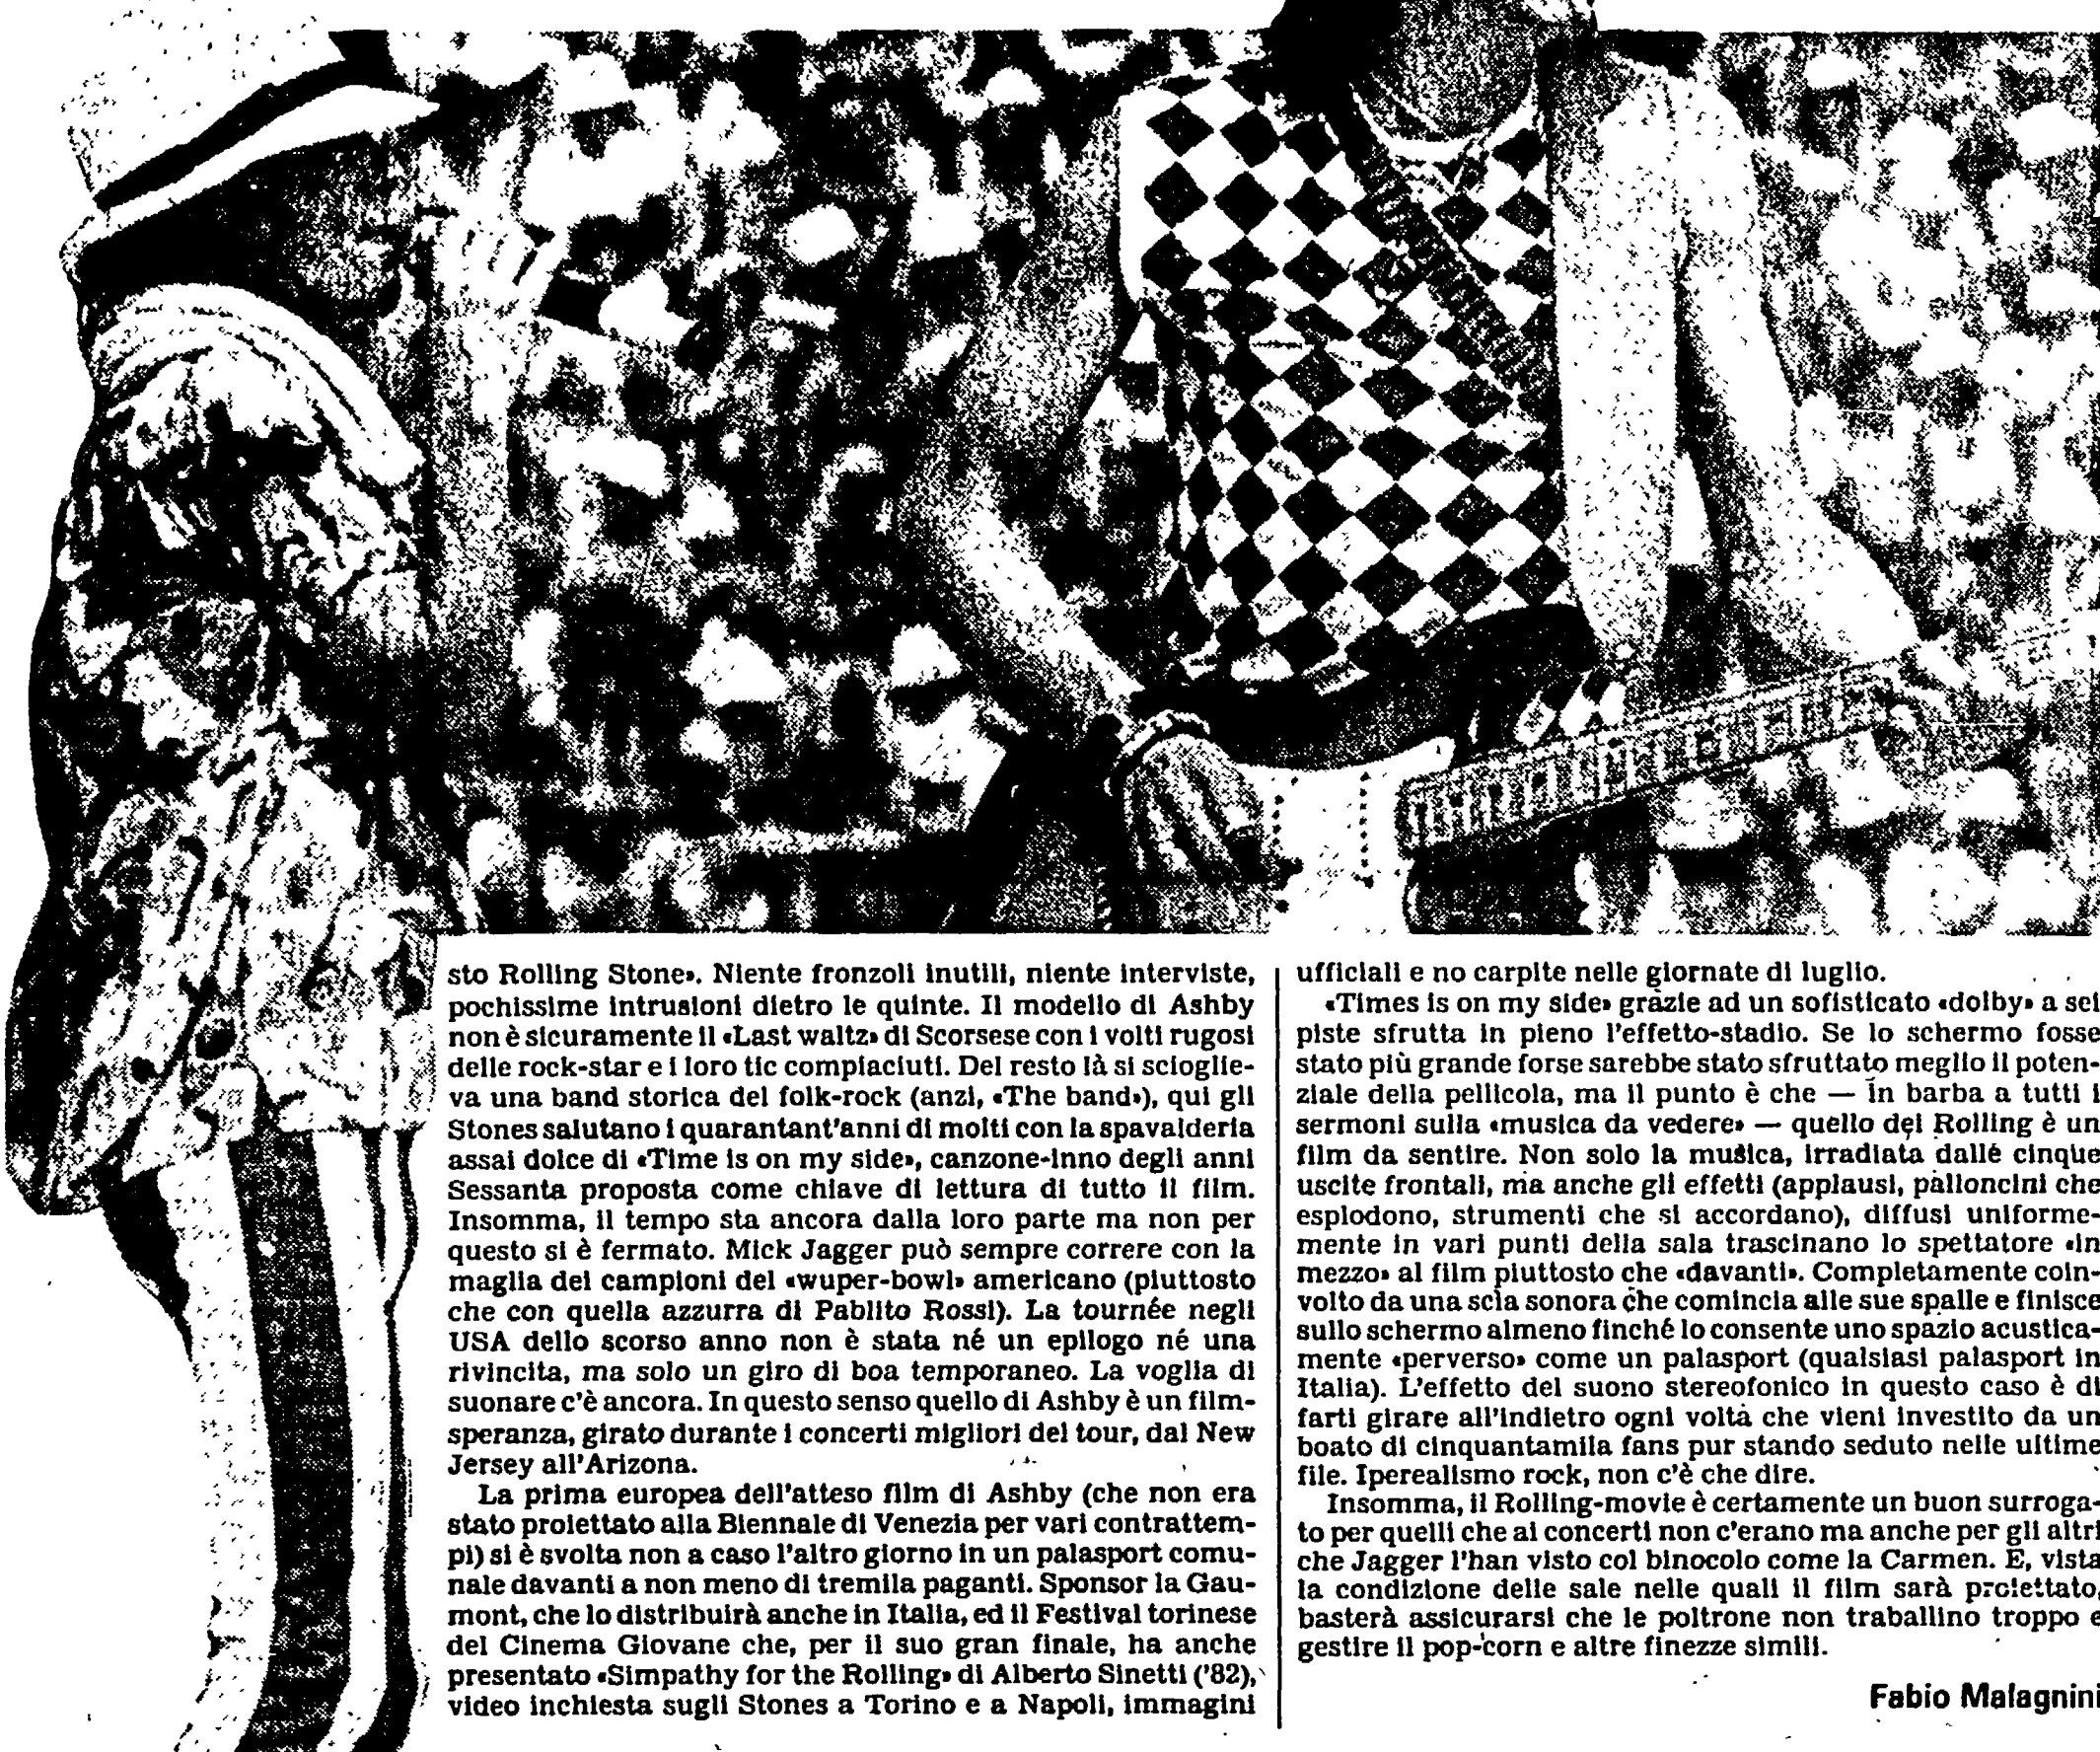 sto Rolling Stone». Niente fronzoli inutili, niente interviste,
pochissime intrusioni dietro le quinte. Il modello di Ashby
non è sicuramente il «Last waltz» di Scorsese con i volti rugosi
delle rock-star e i loro tic compiaciuti. Del resto là si scioglie-
va una band storica del folk-rock (anzi, «The band»), qui gli
Stones salutano i quarantant'anni di molti con la spavalderia
assai dolce di «Time is on my side», canzone-inno degli anni
Sessanta proposta come chiave di lettura di tutto il film.
Insomma, il tempo sta ancora dalla loro parte ma non per
questo si è fermato. Mick Jagger può sempre correre con la
maglia dei campioni del «wuper-bowl» americano (piuttosto
che con quella azzurra di Pablito Rossi). La tournée negli
USA dello scorso anno non è stata né un epilogo né una
rivincita, ma solo un giro di boa temporaneo. La voglia di
suonare c'è ancora. In questo senso quello di Ashby è un film-
speranza, girato durante i concerti migliori del tour, dal New
Jersey all'Arizona.
La prima europea dell'atteso film di Ashby (che non era
stato proiettato alla Biennale di Venezia per vari contrattem-
pi) si è svolta non a caso l'altro giorno in un palasport comu-
nale davanti a non meno di tremila paganti. Sponsor la Gau-
mont, che lo distribuirà anche in Italia, ed il Festival torinese
del Cinema Giovane che, per il suo gran finale, ha anche
presentato «Simpathy for the Rolling» di Alberto Sinetti ('82),
video inchiesta sugli Stones a Torino e a Napoli, immagini
ufficiali e no carpite nelle giornate di luglio.
«Times is on my side» grazie ad un sofisticato «dolby» a sei
piste sfrutta in pieno l'effetto-stadio. Se lo schermo fosse
stato più grande forse sarebbe stato sfruttato meglio il poten-
ziale della pellicola, ma il punto è che — in barba a tutti i
sermoni sulla «musica da vedere» — quello dei Rolling è un
film da sentire. Non solo la musica, irradiata dalle cinque
uscite frontali, ma anche gli effetti (applausi, palloncini che
esplodono, strumenti che si accordano), diffusi uniforme-
mente in vari punti della sala trascinano lo spettatore «in
mezzo» al film piuttosto che «davanti». Completamente coin-
volto da una scia sonora che comincia alle sue spalle e finisce
sullo schermo almeno finché lo consente uno spazio acustica-
mente «perverso» come un palasport (qualsiasi palasport in
Italia). L'effetto del suono stereofonico in questo caso è di
farti girare all'indietro ogni volta che vieni investito da un
boato di cinquantamila fans pur stando seduto nelle ultime
file. Iperealismo rock, non c'è che dire.
Insomma, il Rolling-movie è certamente un buon surroga-
to per quelli che ai concerti non c'erano ma anche per gli altri
che Jagger l'han visto col binocolo come la Carmen. E, vista
la condizione delle sale nelle quali il film sarà proiettato,
basterà assicurarsi che le poltrone non traballino troppo e
gestire il pop-corn e altre finezze simili.
Fabio Malagnini